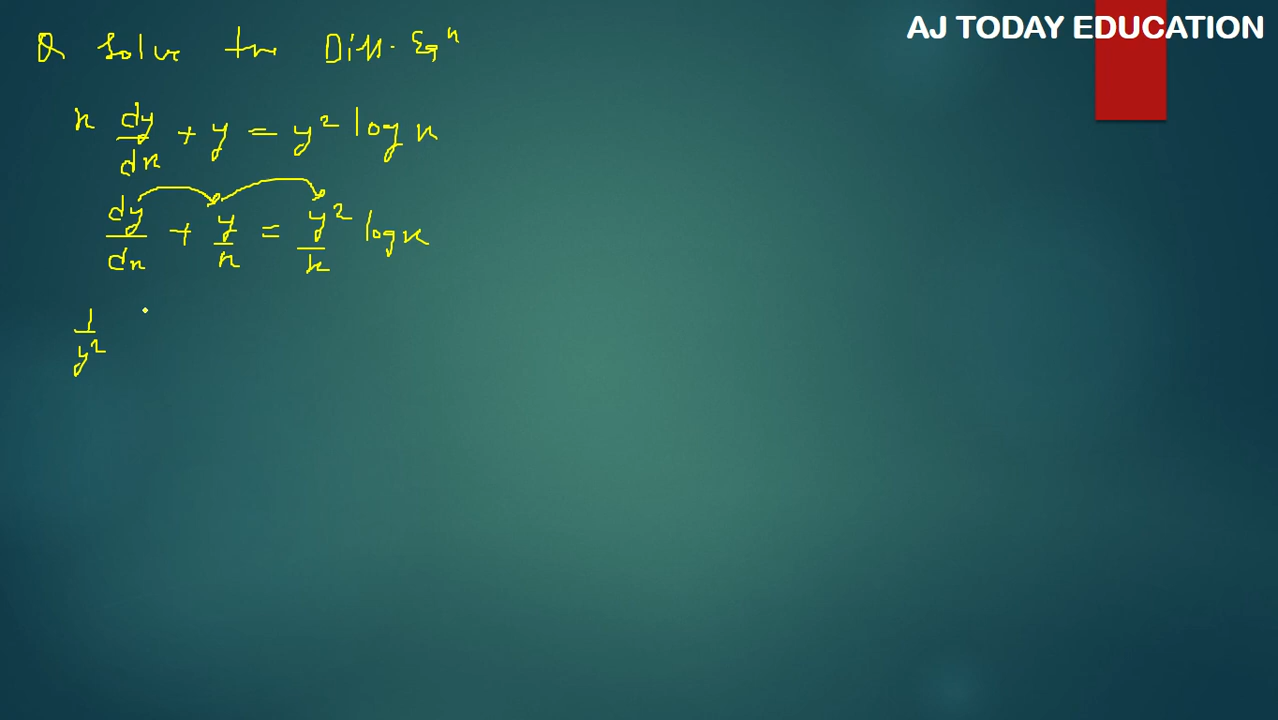 AJ TODAY EDUCATION
Q Solve the Diff. Eqⁿ
x dy/dx + y = y² log x
dy/dx + y/x = y²/x log x
1/y²